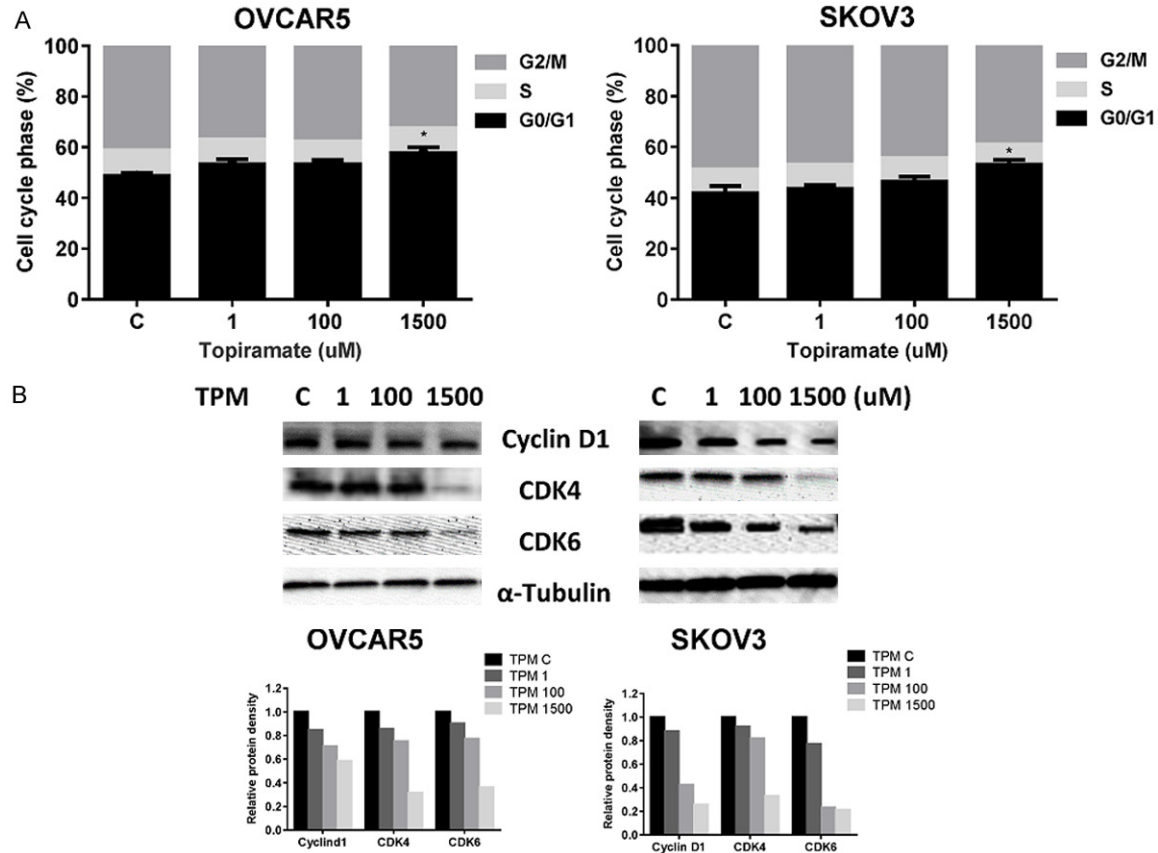 A
OVCAR5
Cell cycle phase (%)
100
80
60
40
20
0
*
C 1 100 1500
Topiramate (uM)
G2/M
S
G0/G1
SKOV3
Cell cycle phase (%)
100
80
60
40
20
0
*
C 1 100 1500
Topiramate (uM)
G2/M
S
G0/G1
B
TPM C 1 100 1500 C 1 100 1500 (uM)
Cyclin D1
CDK4
CDK6
α-Tubulin
OVCAR5
TPM C
TPM 1
TPM 100
TPM 1500
Relative protein density
1.2
1.0
0.8
0.6
0.4
0.2
0.0
Cyclind1 CDK4 CDK6
SKOV3
TPM C
TPM 1
TPM 100
TPM 1500
Relative protein density
1.2
1.0
0.8
0.6
0.4
0.2
0.0
Cyclin D1 CDK4 CDK6